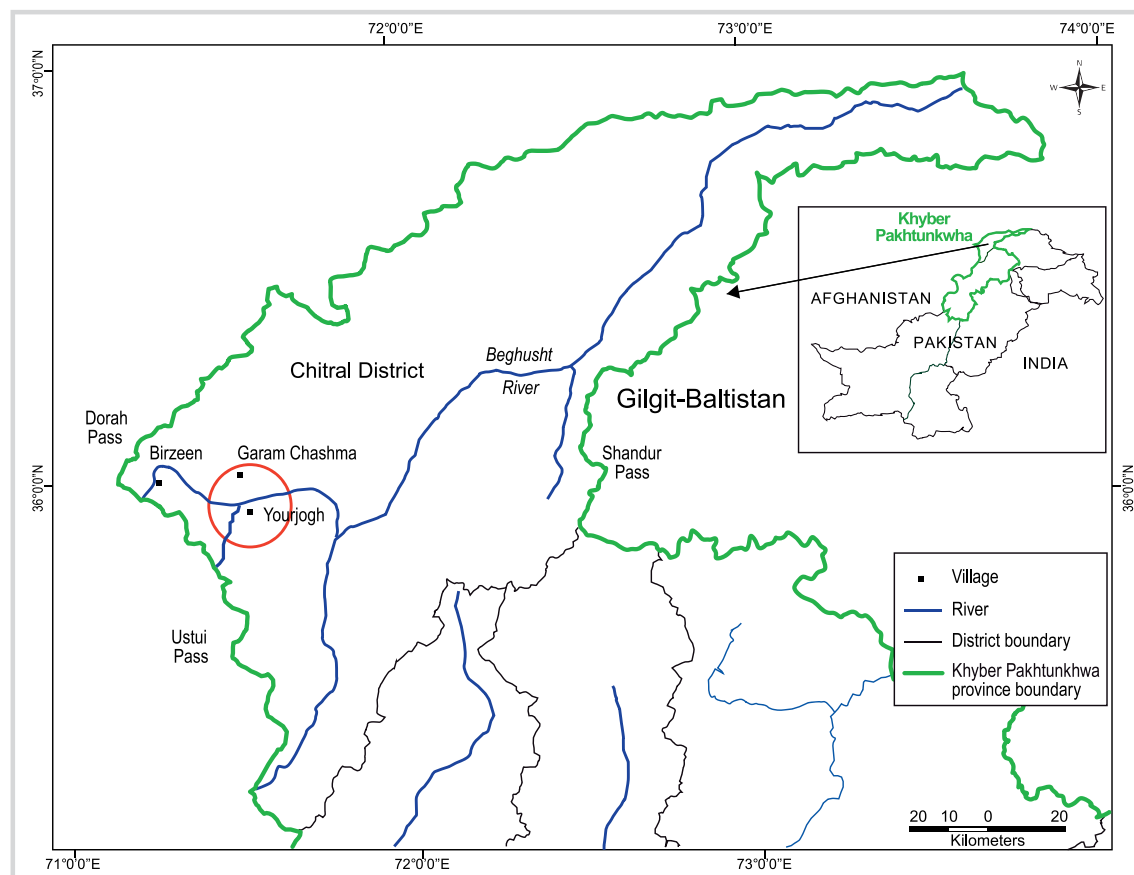 72°0'0"E
73°0'0"E
74°0'0"E
37°0'0"N
N
W E
S
Khyber
Pakhtunkwha
AFGHANISTAN
PAKISTAN
INDIA
Beghusht
River
Chitral District
Gilgit-Baltistan
Dorah
Pass
Birzeen
Garam Chashma
Shandur
Pass
36°0'0"N
36°0'0"N
Yourjogh
Ustui
Pass
Village
River
District boundary
Khyber Pakhtunkhwa
province boundary
20 10 0 20
Kilometers
71°0'0"E
72°0'0"E
73°0'0"E